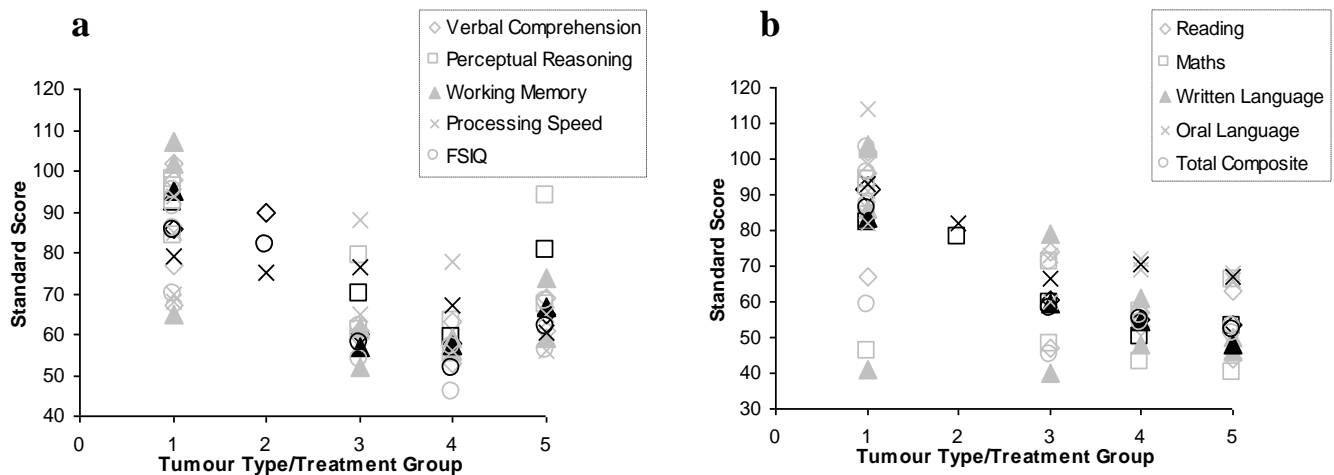 a
Verbal Comprehension
Perceptual Reasoning
Working Memory
Processing Speed
FSIQ
120
110
100
90
80
70
60
50
40
0 1 2 3 4 5
Standard Score
Tumour Type/Treatment Group
b
Reading
Maths
Written Language
Oral Language
Total Composite
120
110
100
90
80
70
60
50
40
30
0 1 2 3 4 5
Standard Score
Tumour Type/Treatment Group